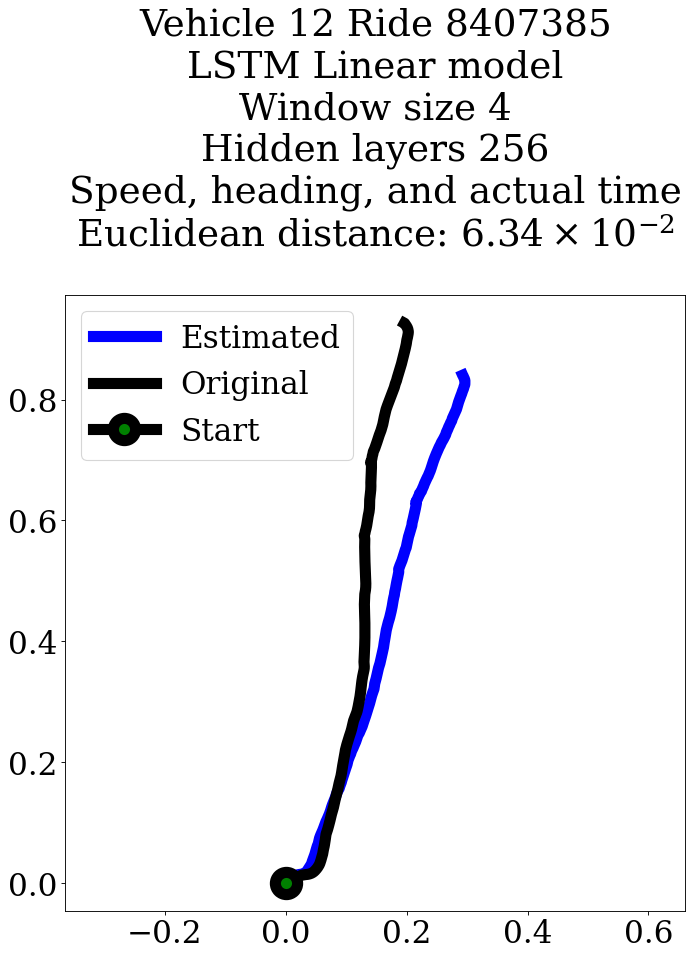 Vehicle 12 Ride 8407385
LSTM Linear model
Window size 4
Hidden layers 256
Speed, heading, and actual time
Euclidean distance: 6.34 × 10⁻²
Estimated
Original
Start
0.8
0.6
0.4
0.2
0.0
−0.2 0.0 0.2 0.4 0.6